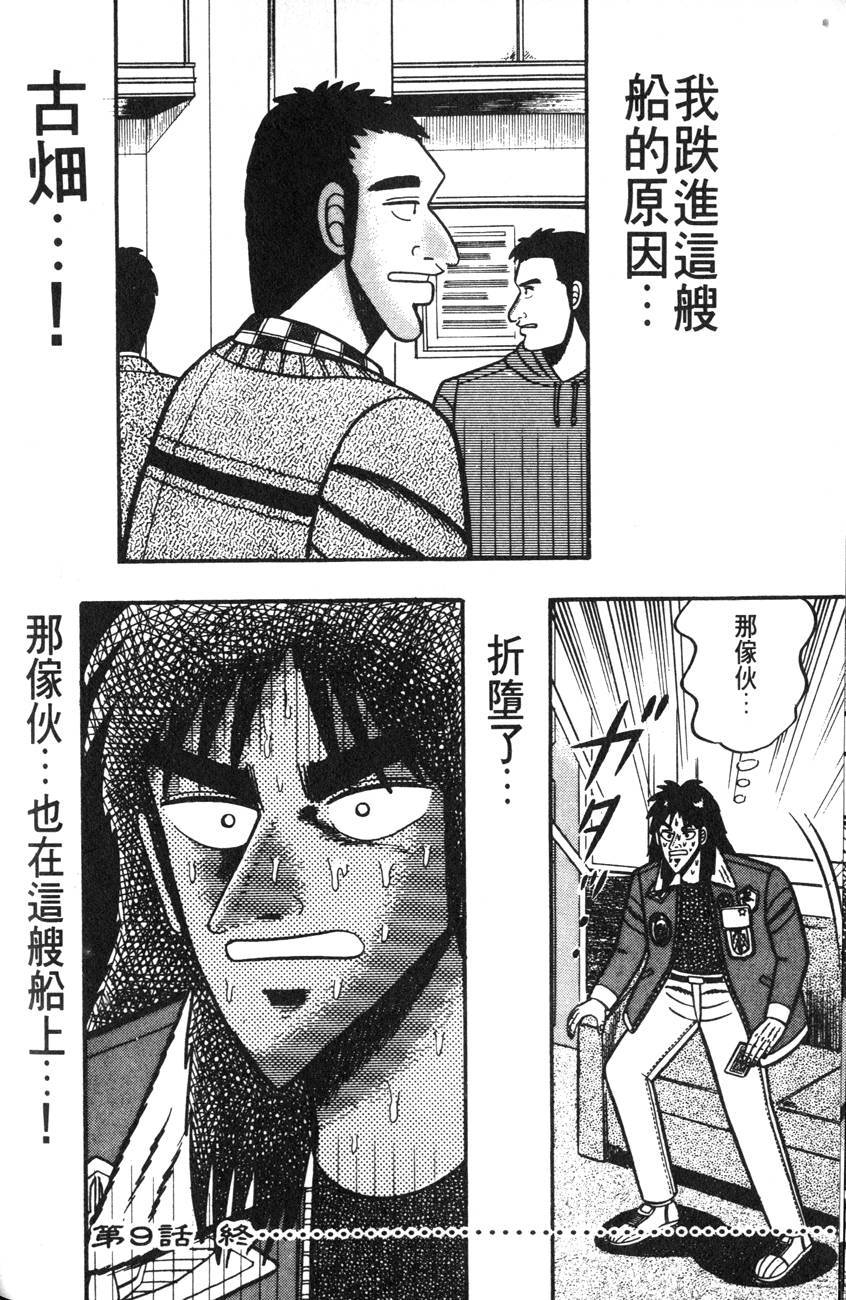 我跌進這艘
船的原因…
古畑…！
那傢伙…
ガタッ
折墮了…
那傢伙…也在這艘船上…！
第9話 終